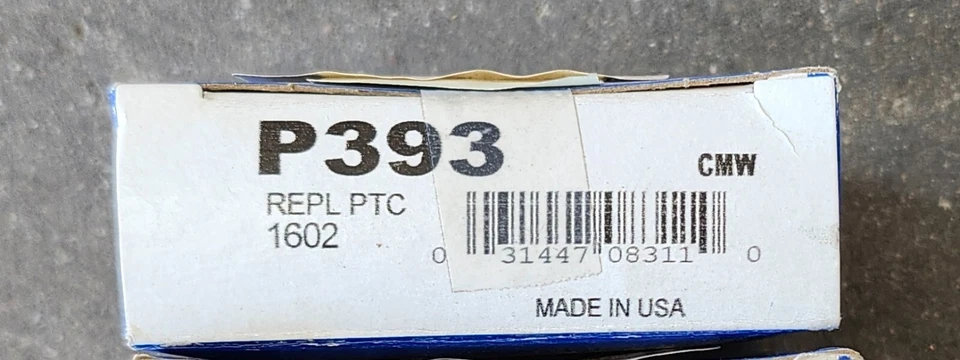 P393
CMW
REPL PTC
1602
0 31447 08311 0
MADE IN USA